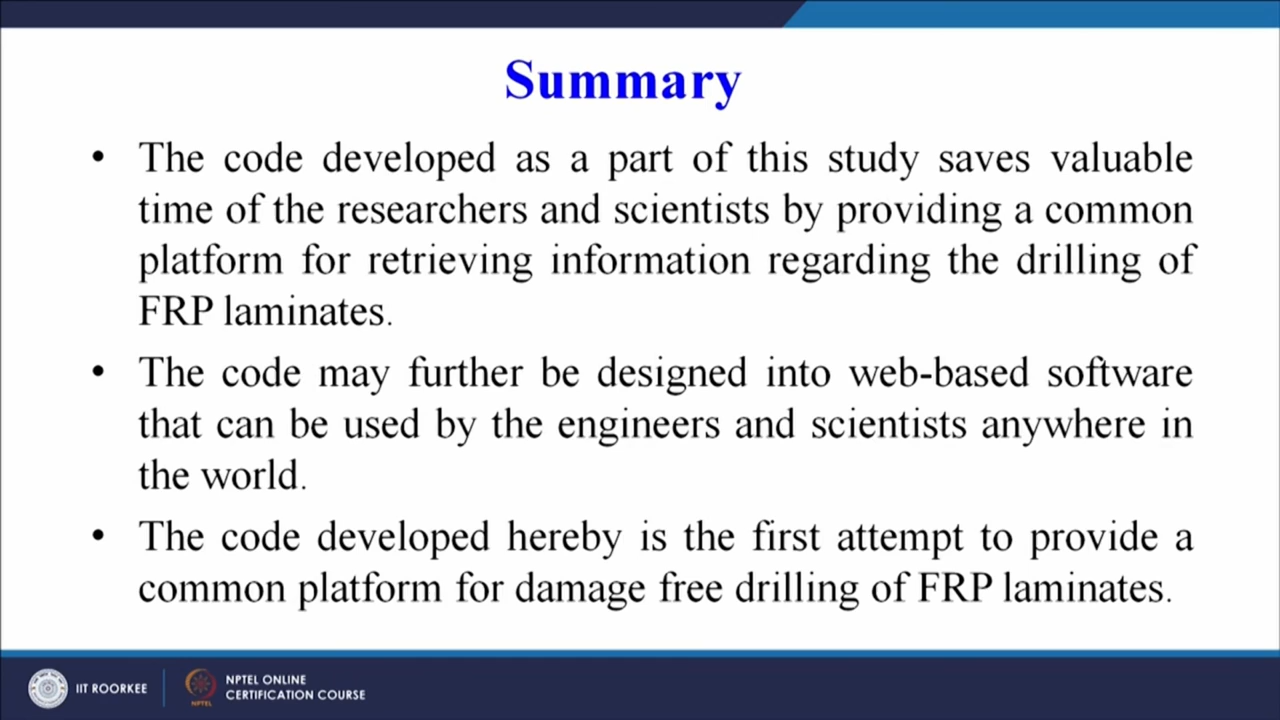 Summary
• The code developed as a part of this study saves valuable
time of the researchers and scientists by providing a common
platform for retrieving information regarding the drilling of
FRP laminates.
• The code may further be designed into web-based software
that can be used by the engineers and scientists anywhere in
the world.
• The code developed hereby is the first attempt to provide a
common platform for damage free drilling of FRP laminates.
IIT ROORKEE
NPTEL
NPTEL ONLINE
CERTIFICATION COURSE